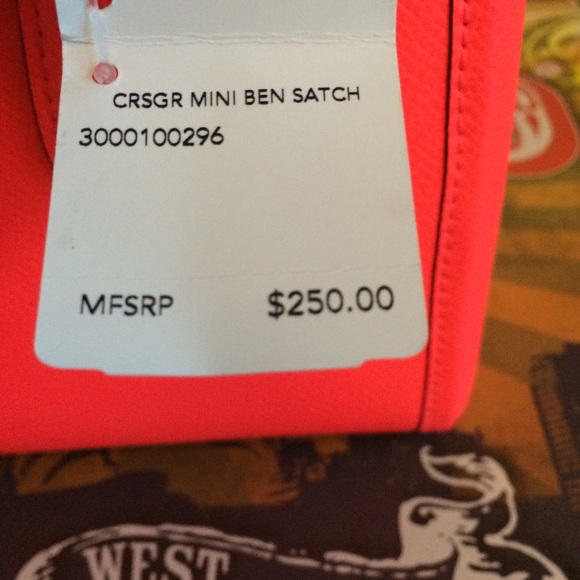 CRSGR MINI BEN SATCH
3000100296
MFSRP $250.00
WEST